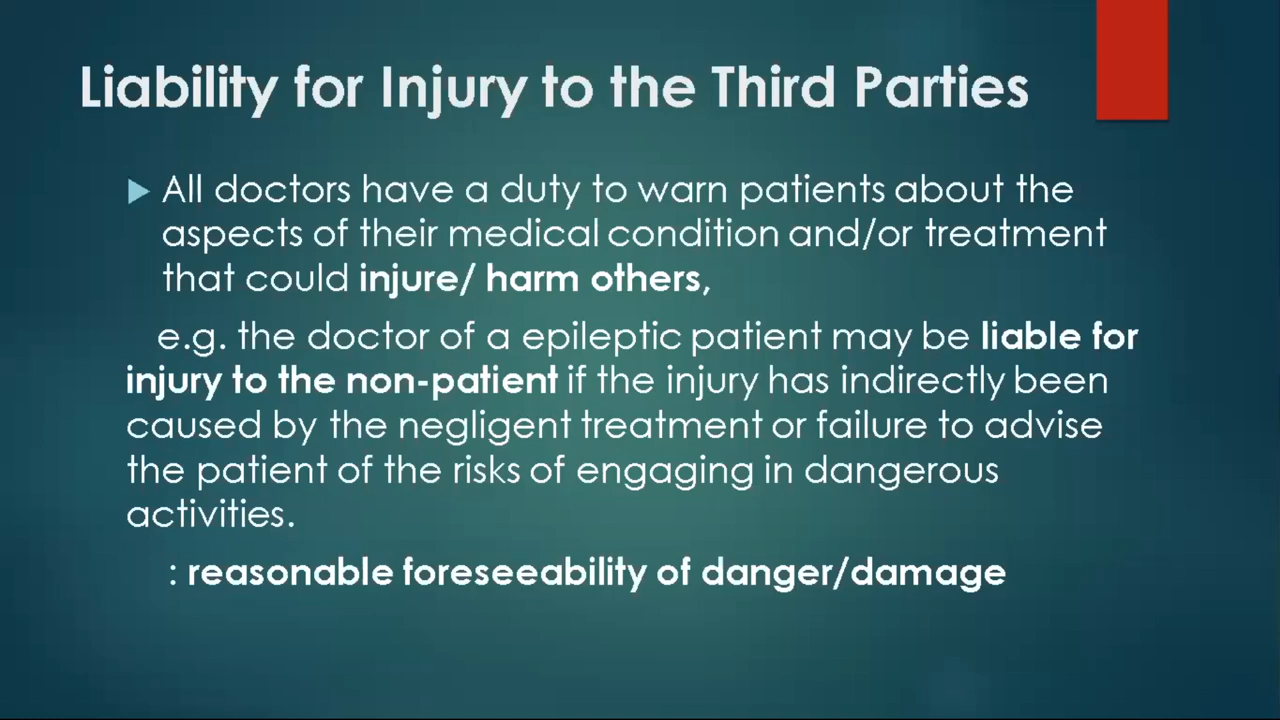 Liability for Injury to the Third Parties
All doctors have a duty to warn patients about the
aspects of their medical condition and/or treatment
that could injure/ harm others,
e.g. the doctor of a epileptic patient may be liable for
injury to the non-patient if the injury has indirectly been
caused by the negligent treatment or failure to advise
the patient of the risks of engaging in dangerous
activities.
: reasonable foreseeability of danger/damage